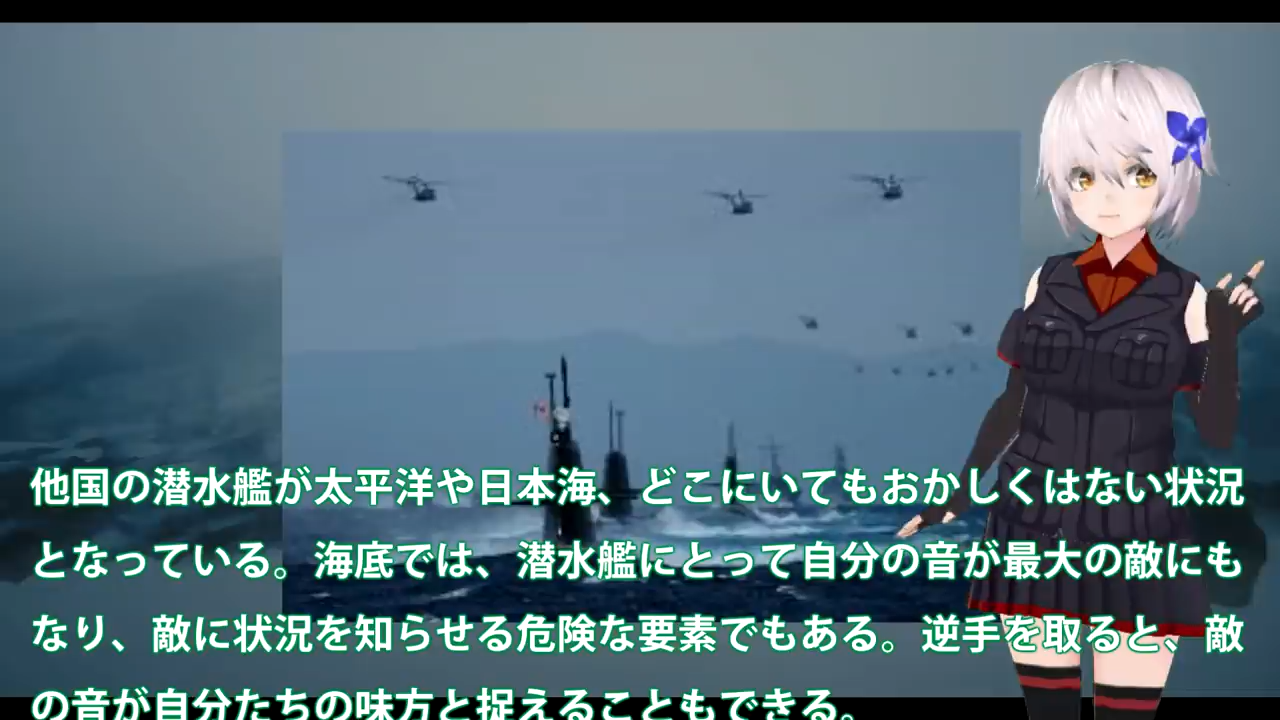 他国の潜水艦が太平洋や日本海、どこにいてもおかしくはない状況
となっている。海底では、潜水艦にとって自分の音が最大の敵にも
なり、敵に状況を知らせる危険な要素でもある。逆手を取ると、敵
の音が自分たちの味方と捉えることもできる。